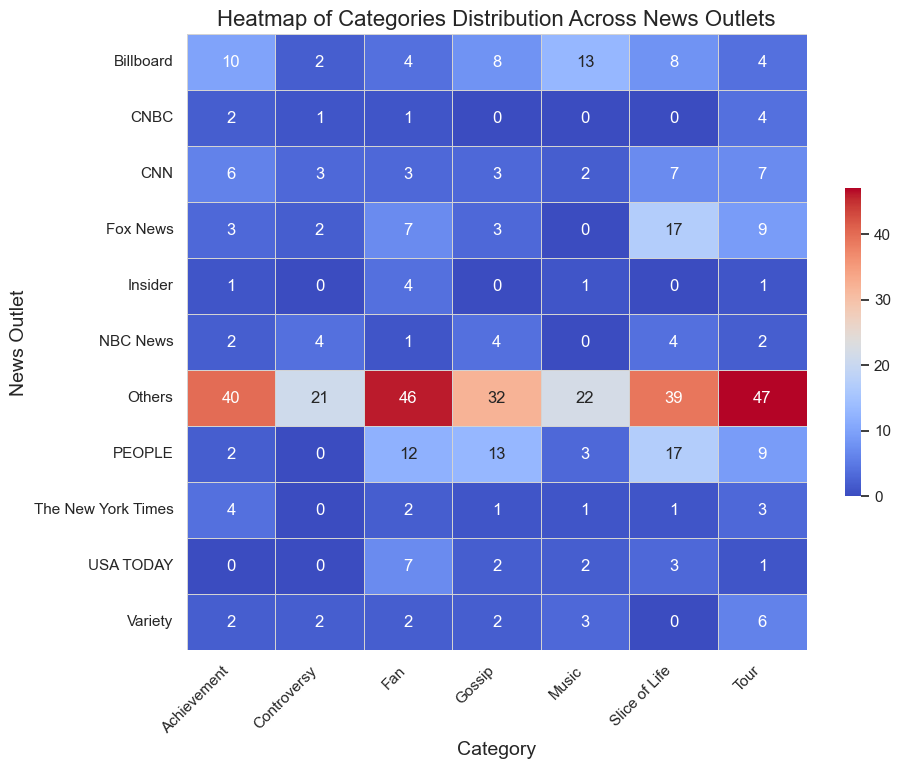 Heatmap of Categories Distribution Across News Outlets
News Outlet
Billboard 10 2 4 8 13 8 4
CNBC 2 1 1 0 0 0 4
CNN 6 3 3 3 2 7 7
Fox News 3 2 7 3 0 17 9
Insider 1 0 4 0 1 0 1
NBC News 2 4 1 4 0 4 2
Others 40 21 46 32 22 39 47
PEOPLE 2 0 12 13 3 17 9
The New York Times 4 0 2 1 1 1 3
USA TODAY 0 0 7 2 2 3 1
Variety 2 2 2 2 3 0 6
Achievement Controversy Fan Gossip Music Slice of Life Tour
Category
40
30
20
10
0